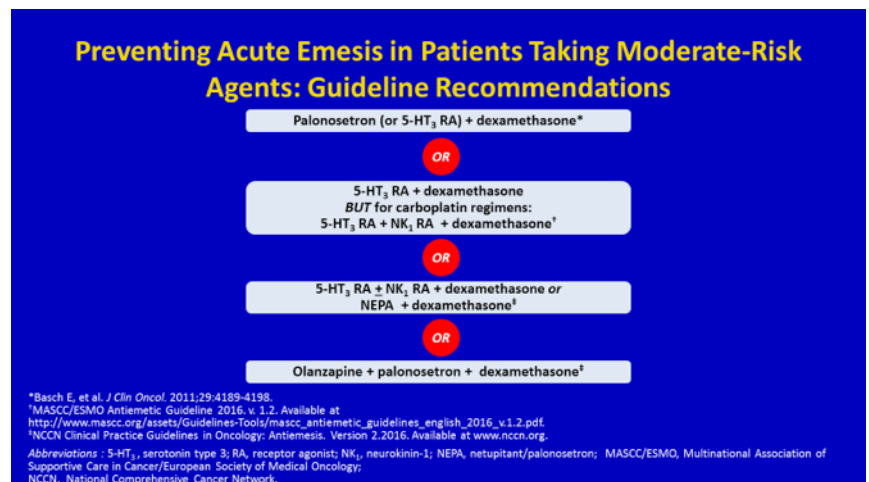 Preventing Acute Emesis in Patients Taking Moderate-Risk
Agents: Guideline Recommendations
Palonosetron (or 5-HT₃ RA) + dexamethasone*
OR
5-HT₃ RA + dexamethasone
BUT for carboplatin regimens:
5-HT₃ RA + NK₁ RA + dexamethasone†
OR
5-HT₃ RA ± NK₁ RA + dexamethasone or
NEPA + dexamethasone‡
OR
Olanzapine + palonosetron + dexamethasone‡
*Basch E, et al. J Clin Oncol. 2011;29:4189-4198.
†MASCC/ESMO Antiemetic Guideline 2016. v. 1.2. Available at
http://www.mascc.org/assets/Guidelines-Tools/mascc_antiemetic_guidelines_english_2016_v.1.2.pdf.
‡NCCN Clinical Practice Guidelines in Oncology: Antiemesis. Version 2.2016. Available at www.nccn.org.
Abbreviations : 5-HT₃, serotonin type 3; RA, receptor agonist; NK₁, neurokinin-1; NEPA, netupitant/palonosetron; MASCC/ESMO, Multinational Association of
Supportive Care in Cancer/European Society of Medical Oncology;
NCCN, National Comprehensive Cancer Network.